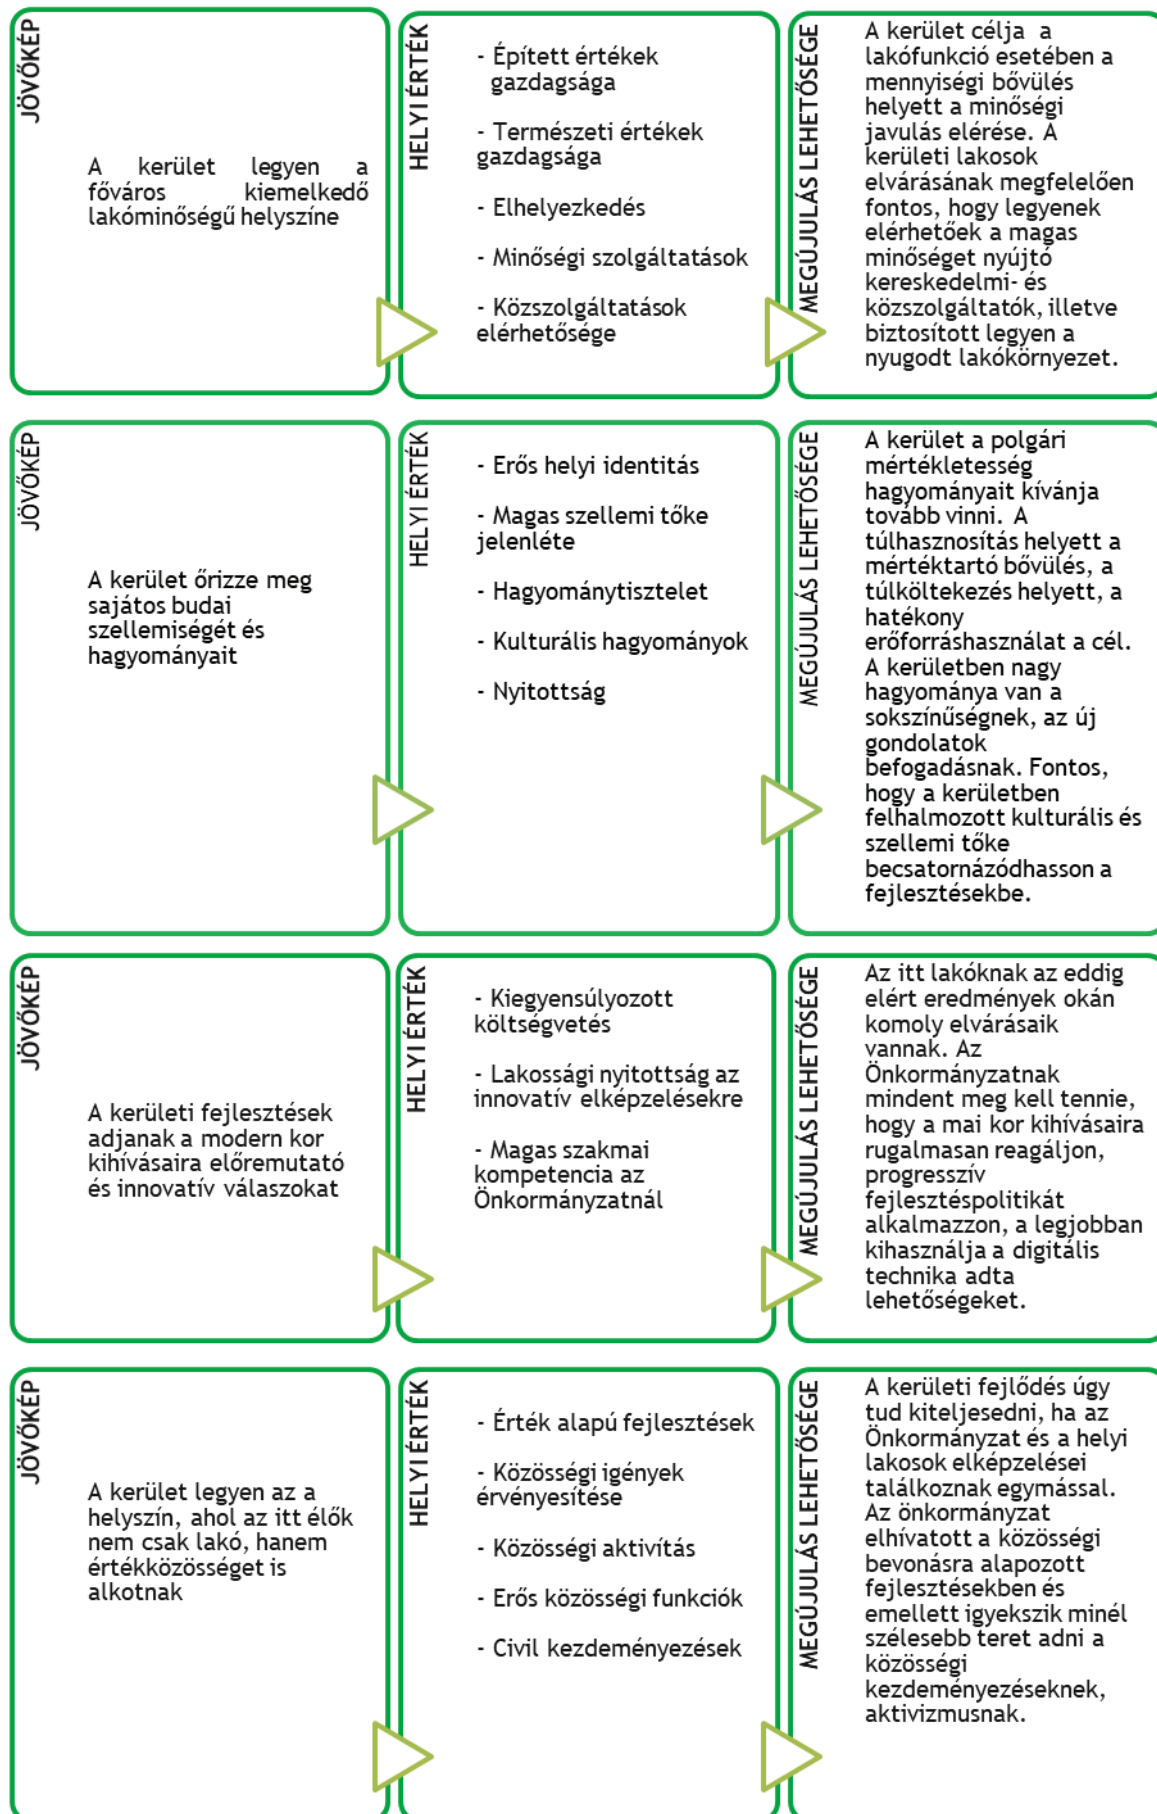 JÖVŐKÉP
A kerület legyen a
főváros kiemelkedő
lakóminőségű helyszíne
HELYI ÉRTÉK
- Épített értékek
gazdagsága
- Természeti értékek
gazdagsága
- Elhelyezkedés
- Minőségi szolgáltatások
- Közszolgáltatások
elérhetősége
MEGÚJULÁS LEHETŐSÉGE
A kerület célja a
lakófunkció esetében a
mennyiségi bővülés
helyett a minőségi
javulás elérése. A
kerületi lakosok
elvárásának megfelelően
fontos, hogy legyenek
elérhetőek a magas
minőséget nyújtó
kereskedelmi- és
közszolgáltatók, illetve
biztosított legyen a
nyugodt lakókörnyezet.
JÖVŐKÉP
A kerület őrizze meg
sajátos budai
szellemiségét és
hagyományait
HELYI ÉRTÉK
- Erős helyi identitás
- Magas szellemi tőke
jelenléte
- Hagyománytisztelet
- Kulturális hagyományok
- Nyitottság
MEGÚJULÁS LEHETŐSÉGE
A kerület a polgári
mértékletesség
hagyományait kívánja
tovább vinni. A
túlhasznosítás helyett a
mértéktartó bővülés, a
túlköltekezés helyett, a
hatékony
erőforráshasználat a cél.
A kerületben nagy
hagyománya van a
sokszínűségnek, az új
gondolatok
befogadásnak. Fontos,
hogy a kerületben
felhalmozott kulturális és
szellemi tőke
becsatornázódhasson a
fejlesztésekbe.
JÖVŐKÉP
A kerületi fejlesztések
adjanak a modern kor
kihívásaira előremutató
és innovatív válaszokat
HELYI ÉRTÉK
- Kiegyensúlyozott
költségvetés
- Lakossági nyitottság az
innovatív elképzelésekre
- Magas szakmai
kompetencia az
Önkormányzatnál
MEGÚJULÁS LEHETŐSÉGE
Az itt lakóknak az eddig
elért eredmények okán
komoly elvárásaik
vannak. Az
Önkormányzatnak
mindent meg kell tennie,
hogy a mai kor kihívásaira
rugalmasan reagáljon,
progresszív
fejlesztéspolitikát
alkalmazzon, a legjobban
kihasználja a digitális
technika adta
lehetőségeket.
JÖVŐKÉP
A kerület legyen az a
helyszín, ahol az itt élők
nem csak lakó, hanem
értékközösséget is
alkotnak
HELYI ÉRTÉK
- Érték alapú fejlesztések
- Közösségi igények
érvényesítése
- Közösségi aktivítás
- Erős közösségi funkciók
- Civil kezdeményezések
MEGÚJULÁS LEHETŐSÉGE
A kerületi fejlődés úgy
tud kiteljesedni, ha az
Önkormányzat és a helyi
lakosok elképzelései
találkoznak egymással.
Az önkormányzat
elhívatott a közösségi
bevonásra alapozott
fejlesztésekben és
emellett igyekszik minél
szélesebb teret adni a
közösségi
kezdeményezéseknek,
aktivizmusnak.